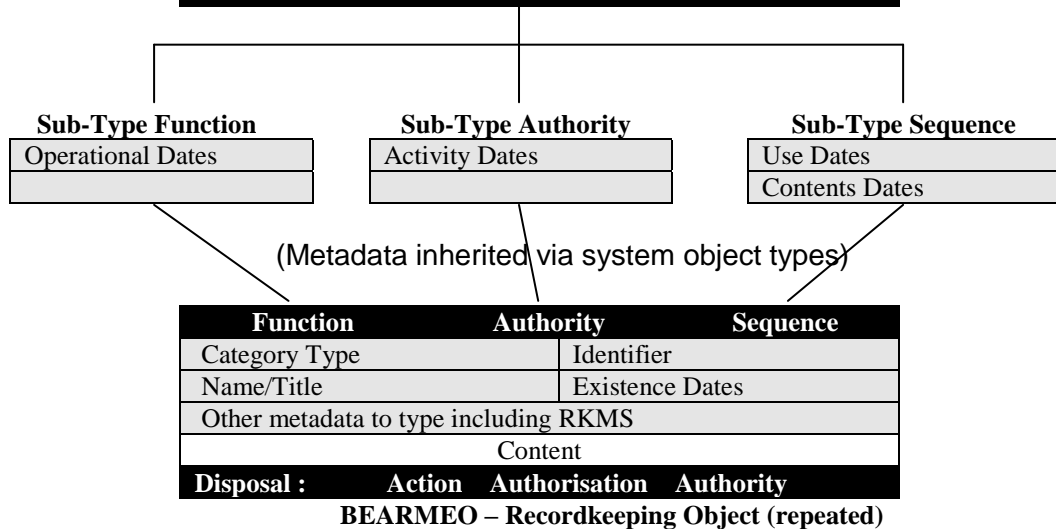 Sub-Type Function Sub-Type Authority Sub-Type Sequence
Operational Dates Activity Dates Use Dates
Contents Dates
(Metadata inherited via system object types)
Function Authority Sequence
Category Type Identifier
Name/Title Existence Dates
Other metadata to type including RKMS
Content
Disposal : Action Authorisation Authority
BEARMEO – Recordkeeping Object (repeated)